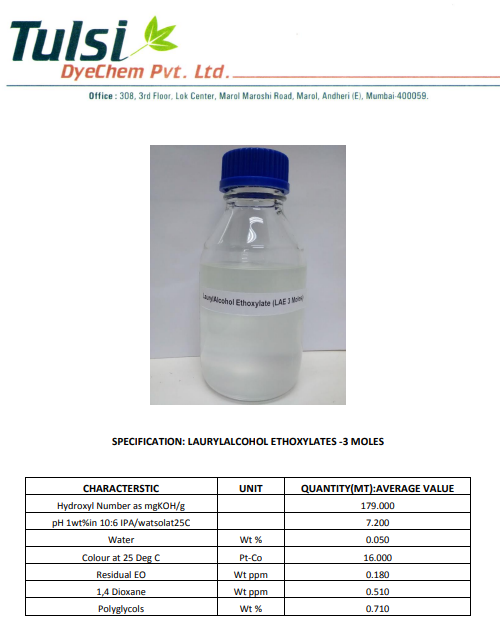 Tulsi
DyeChem Pvt. Ltd.
Office : 308, 3rd Floor, Lok Center, Marol Maroshi Road, Marol, Andheri (E), Mumbai-400059.
LaurylAlcohol Ethoxylate (LAE 3 Moles)
SPECIFICATION: LAURYLALCOHOL ETHOXYLATES -3 MOLES
CHARACTERSTIC UNIT QUANTITY(MT):AVERAGE VALUE
Hydroxyl Number as mgKOH/g 179.000
pH 1wt%in 10:6 IPA/watsolat25C 7.200
Water Wt % 0.050
Colour at 25 Deg C Pt-Co 16.000
Residual EO Wt ppm 0.180
1,4 Dioxane Wt ppm 0.510
Polyglycols Wt % 0.710